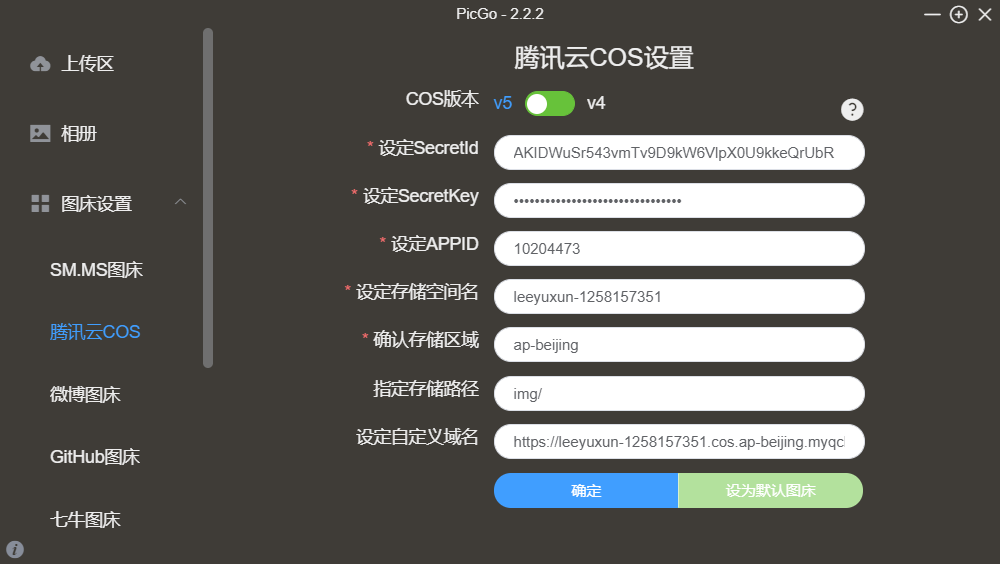 PicGo - 2.2.2
上传区
相册
图床设置
SM.MS图床
腾讯云COS
微博图床
GitHub图床
七牛图床
腾讯云COS设置
COS版本 v5 v4
?
* 设定SecretId AKIDWuSr543vmTv9D9kW6VlpX0U9kkeQrUbR
* 设定SecretKey ••••••••••••••••••••••••••••••••
* 设定APPID 10204473
* 设定存储空间名 leeyuxun-1258157351
* 确认存储区域 ap-beijing
指定存储路径 img/
设定自定义域名 https://leeyuxun-1258157351.cos.ap-beijing.myqcl
确定 设为默认图床
i